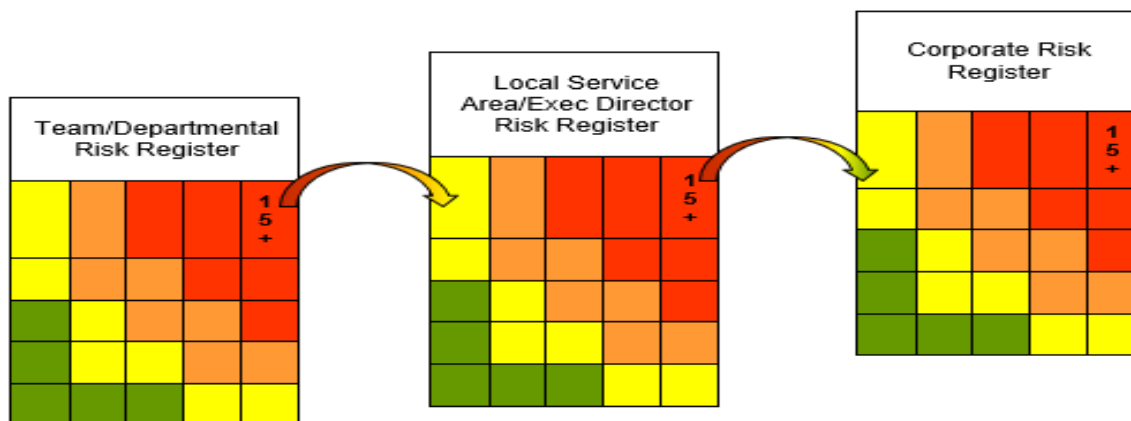 Team/Departmental
Risk Register
1
5
+
Local Service
Area/Exec Director
Risk Register
1
5
+
Corporate Risk
Register
1
5
+